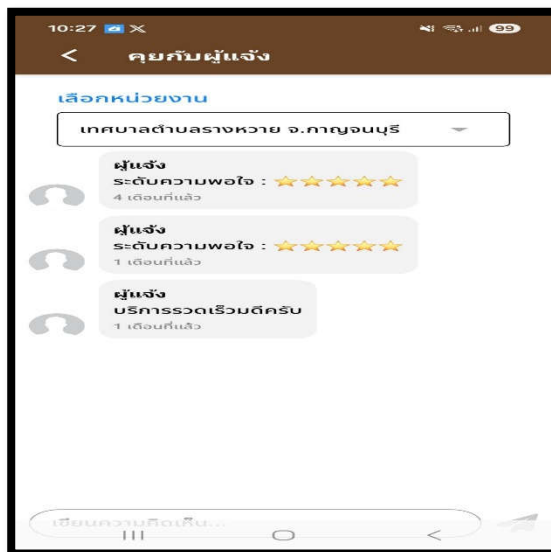 10:27
99
คุยกับผู้แจ้ง
เลือกหน่วยงาน
เทศบาลตำบลรางหวาย จ.กาญจนบุรี
ผู้แจ้ง
ระดับความพอใจ : ⭐⭐⭐⭐⭐
4 เดือนที่แล้ว
ผู้แจ้ง
ระดับความพอใจ : ⭐⭐⭐⭐⭐
1 เดือนที่แล้ว
ผู้แจ้ง
บริการรวดเร็วมดีครับ
1 เดือนที่แล้ว
เขียนความคิดเห็น...